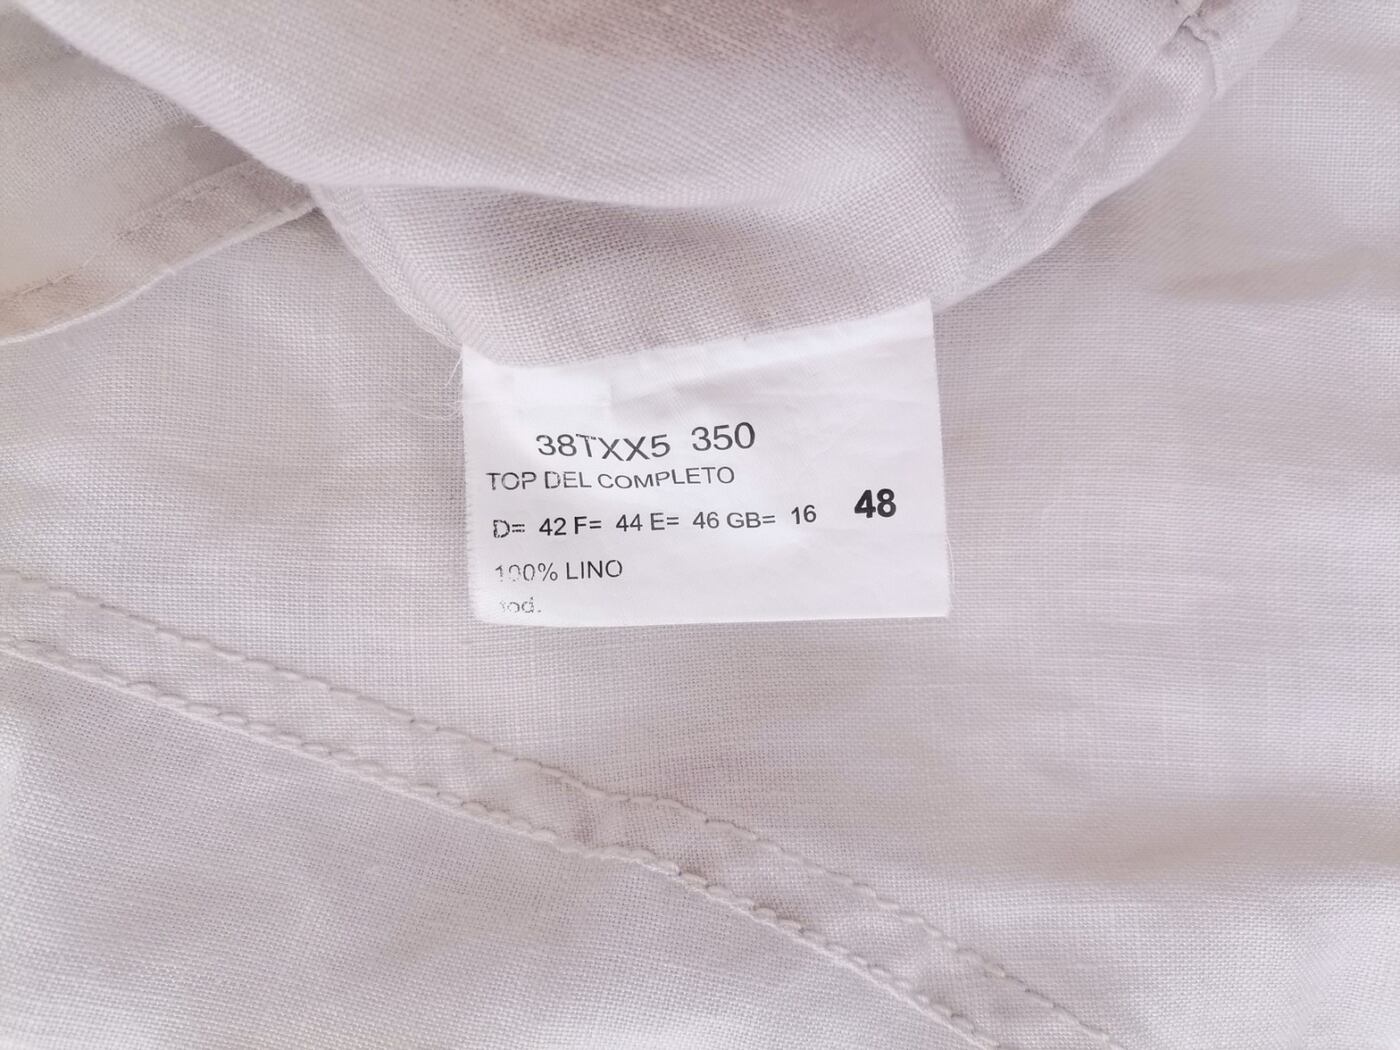 38TXX5 350
TOP DEL COMPLETO
D= 42 F= 44 E= 46 GB= 16 48
100% LINO